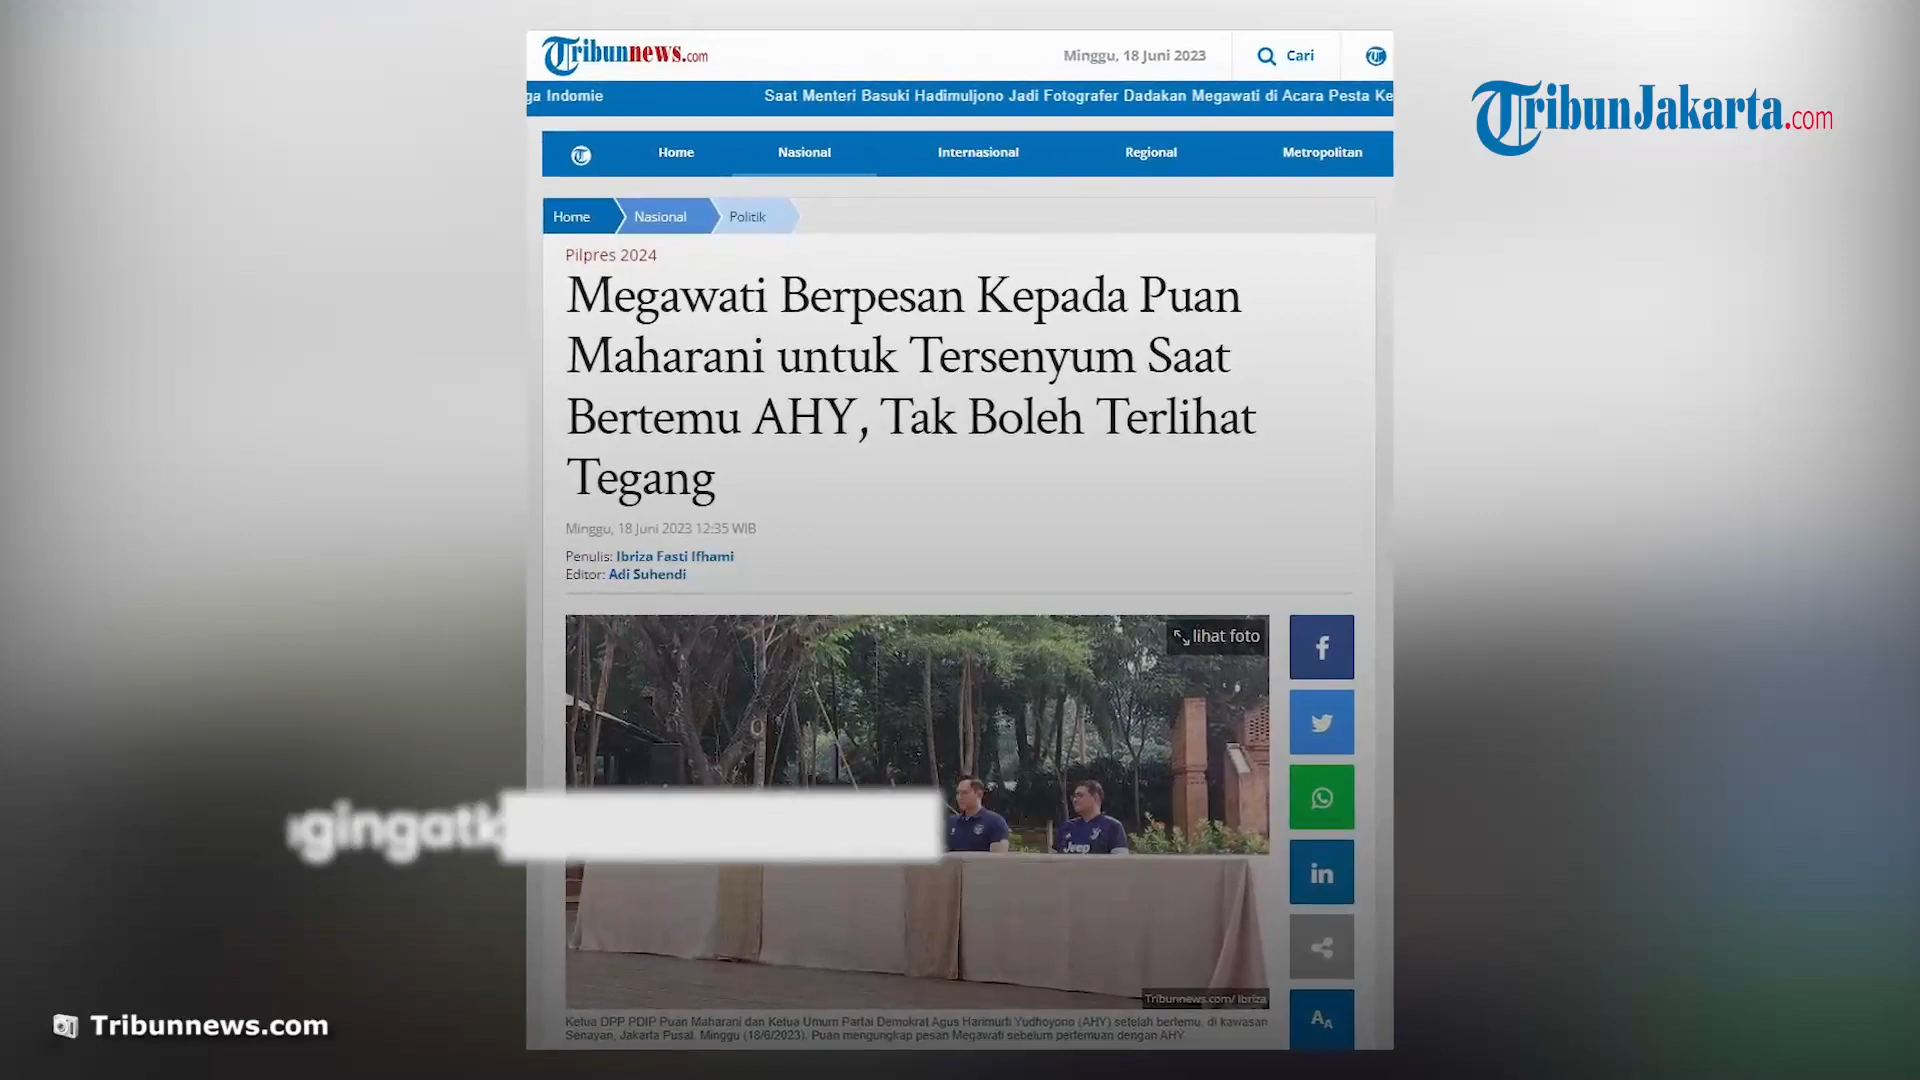 Tribunnews.com
Minggu, 18 Juni 2023
Cari
ga Indomie
Saat Menteri Basuki Hadimuljono Jadi Fotografer Dadakan Megawati di Acara Pesta Ke
TribunJakarta.com
Home
Nasional
Internasional
Regional
Metropolitan
Home
Nasional
Politik
Pilpres 2024
Megawati Berpesan Kepada Puan
Maharani untuk Tersenyum Saat
Bertemu AHY, Tak Boleh Terlihat
Tegang
Minggu, 18 Juni 2023 12:35 WIB
Penulis: Ibriza Fasti Ifhami
Editor: Adi Suhendi
lihat foto
Jeep
Tribunnews.com/ Ibriza
Ketua DPP PDIP Puan Maharani dan Ketua Umum Partai Demokrat Agus Harimurti Yudhoyono (AHY) setelah bertemu, di kawasan
Senayan, Jakarta Pusat, Minggu (18/6/2023). Puan mengungkap pesan Megawati sebelum pertemuan dengan AHY
AA
Tribunnews.com